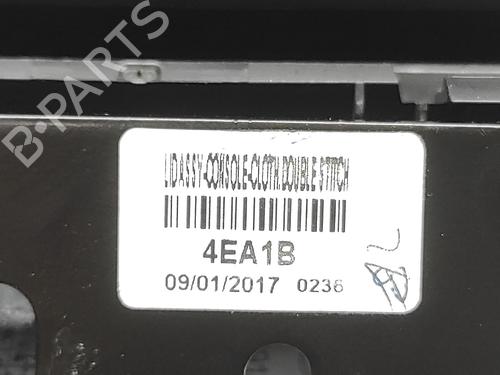 B-PARTS
LID ASSY-CONSOLE-CLOTH.DOUBLE STITCH
4EA1B
09/01/2017 0236